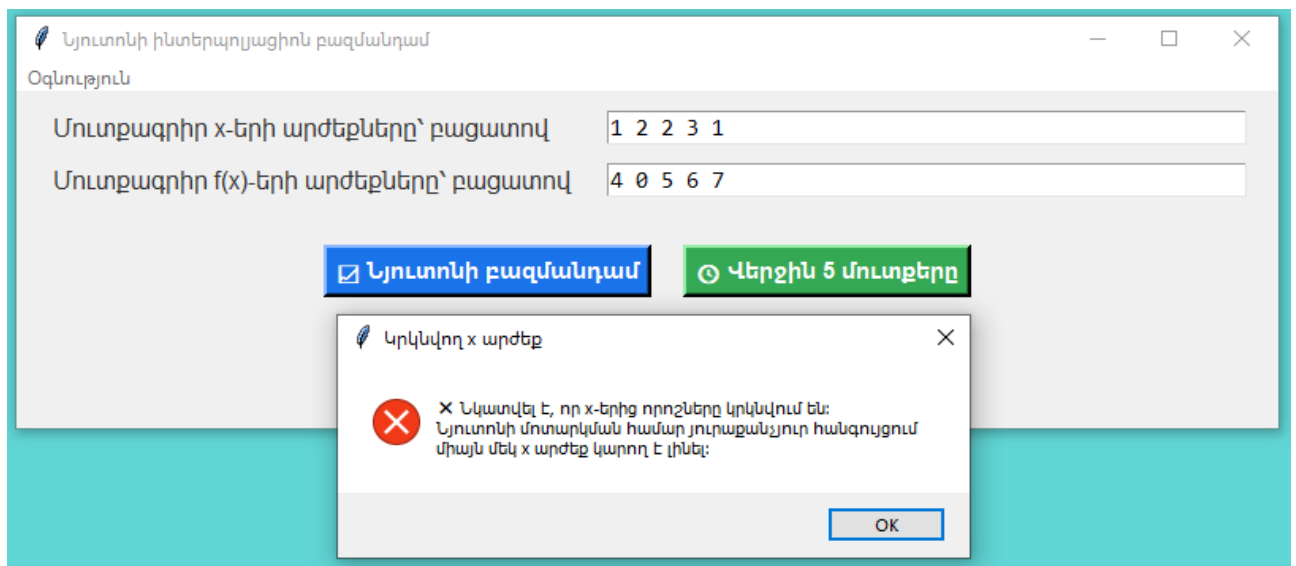 Նյուտոնի ինտերպոլյացիոն բազմանդամ
Օգնություն
Մուտքագրիր x-երի արժեքները՝ բացատով 1 2 2 3 1
Մուտքագրիր f(x)-երի արժեքները՝ բացատով 4 0 5 6 7
Նյուտոնի բազմանդամ Վերջին 5 մուտքերը
Կրկնվող x արժեք
❌ Նկատվել է, որ x-երից որոշները կրկնվում են։
Նյուտոնի մոտարկման համար յուրաքանչյուր հանգույցում
միայն մեկ x արժեք կարող է լինել։
OK